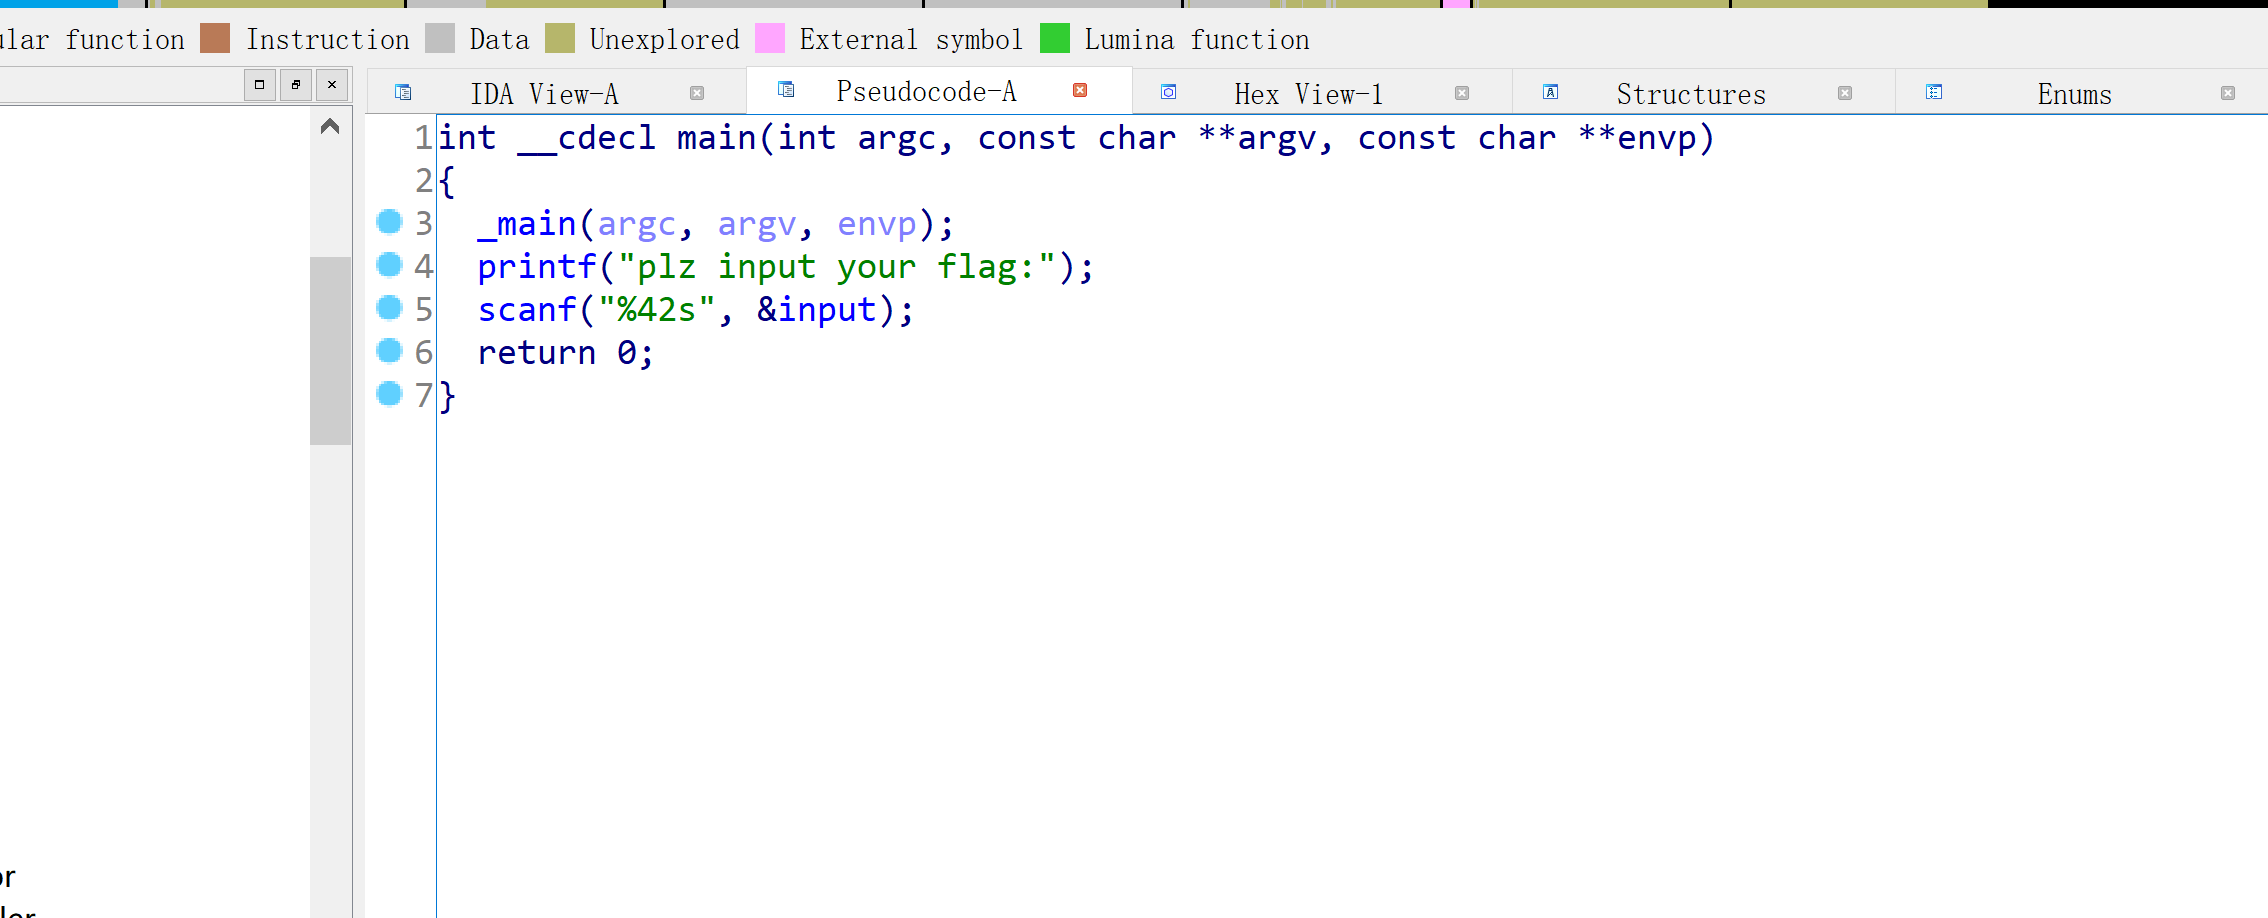 ular function Instruction Data Unexplored External symbol Lumina function
IDA View-A Pseudocode-A Hex View-1 Structures Enums
1 int __cdecl main(int argc, const char **argv, const char **envp)
2 {
3 _main(argc, argv, envp);
4 printf("plz input your flag:");
5 scanf("%42s", &input);
6 return 0;
7 }
or
ler